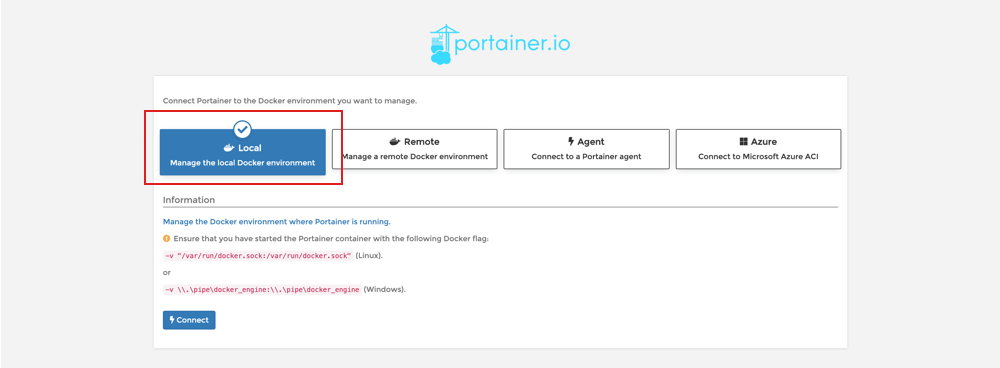 portainer.io
Connect Portainer to the Docker environment you want to manage.
Local
Manage the local Docker environment
Remote
Manage a remote Docker environment
Agent
Connect to a Portainer agent
Azure
Connect to Microsoft Azure ACI
Information
Manage the Docker environment where Portainer is running.
Ensure that you have started the Portainer container with the following Docker flag:
-v "/var/run/docker.sock:/var/run/docker.sock" (Linux).
or
-v \\.\pipe\docker_engine:\\.\pipe\docker_engine (Windows).
Connect